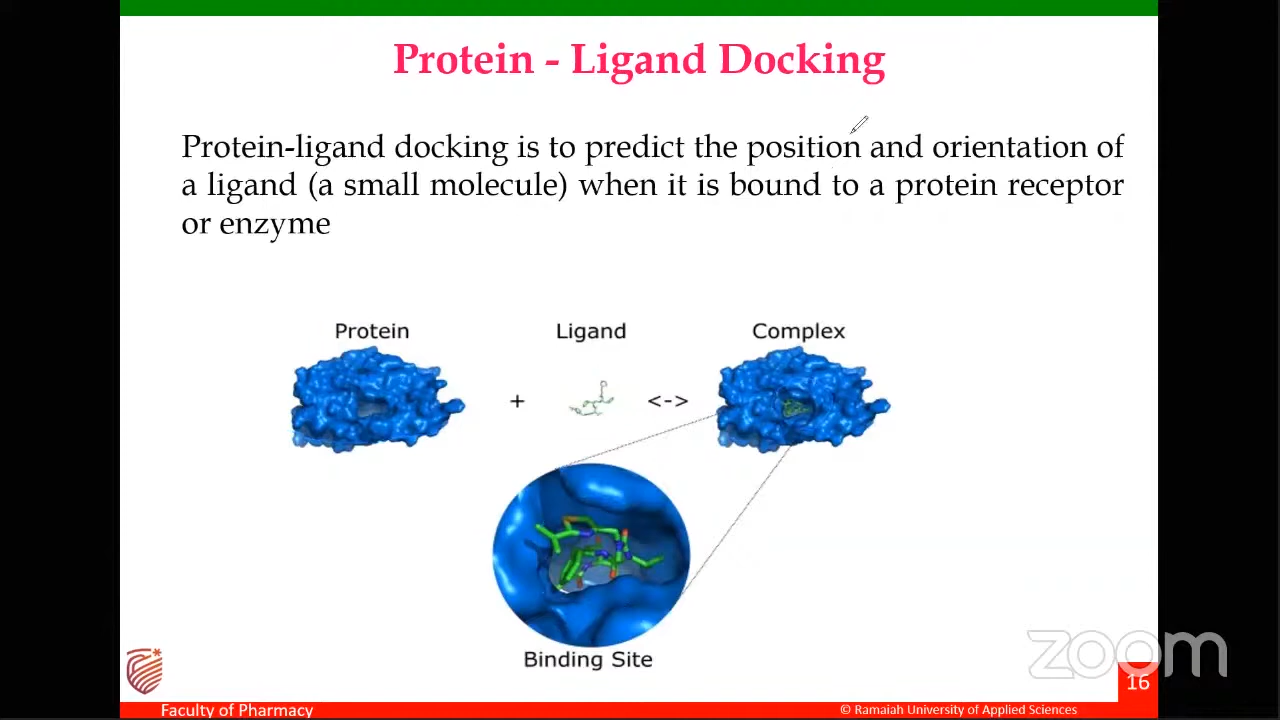 Protein - Ligand Docking
Protein-ligand docking is to predict the position and orientation of
a ligand (a small molecule) when it is bound to a protein receptor
or enzyme
Protein
Ligand
Complex
+
<->
Binding Site
zoom
16
Faculty of Pharmacy
© Ramaiah University of Applied Sciences